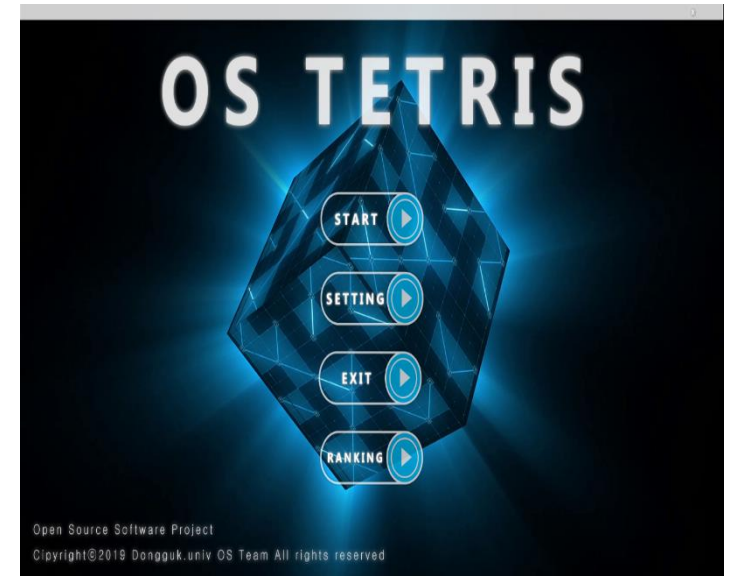 OS TETRIS
START
SETTING
EXIT
RANKING
Open Source Software Project
Cipyright©2019 Dongguk.univ OS Team All rights reserved